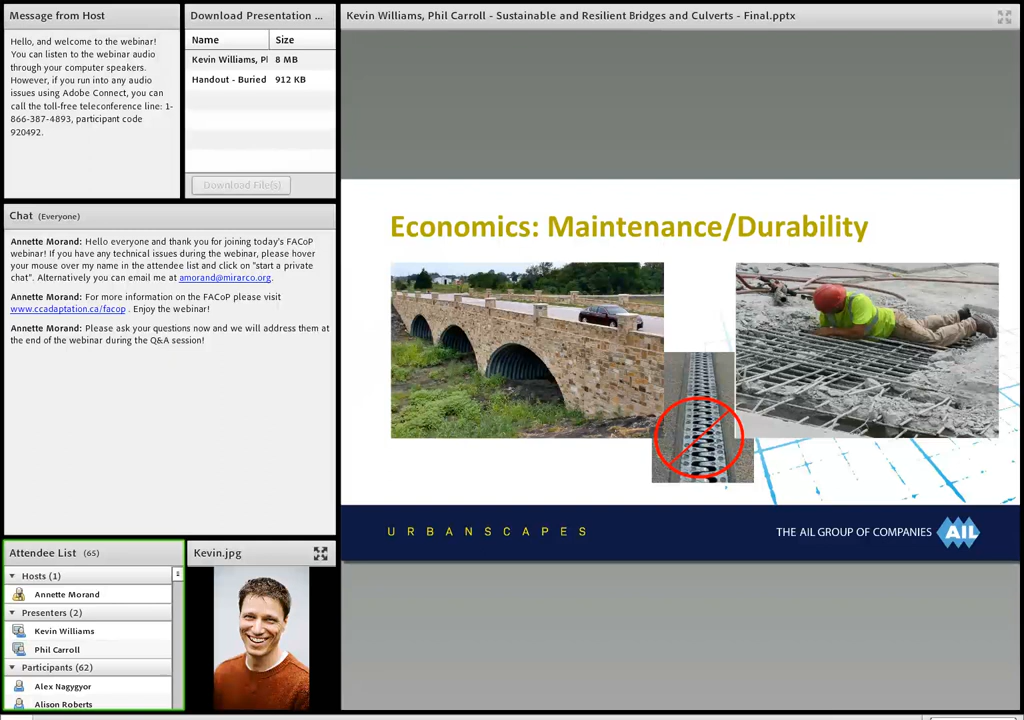 Message from Host
Hello, and welcome to the webinar!
You can listen to the webinar audio
through your computer speakers.
However, if you run into any audio
issues using Adobe Connect, you can
call the toll-free teleconference line: 1-
866-387-4893, participant code
920492.
Download Presentation ...
Name Size
Kevin Williams, Pl 8 MB
Handout - Buried 912 KB
Download File(s)
Chat (Everyone)
Annette Morand: Hello everyone and thank you for joining today's FACoP
webinar! If you have any technical issues during the webinar, please hover
your mouse over my name in the attendee list and click on "start a private
chat". Alternatively you can email me at amorand@mirarco.org.
Annette Morand: For more information on the FACoP please visit
www.ccadaptation.ca/facop . Enjoy the webinar!
Annette Morand: Please ask your questions now and we will address them at
the end of the webinar during the Q&A session!
Attendee List (65)
Hosts (1)
Annette Morand
Presenters (2)
Kevin Williams
Phil Carroll
Participants (62)
Alex Nagygyor
Alison Roberts
1
Kevin.jpg
Kevin Williams, Phil Carroll - Sustainable and Resilient Bridges and Culverts - Final.pptx
Economics: Maintenance/Durability
URBANSCAPES
THE AIL GROUP OF COMPANIES
AIL